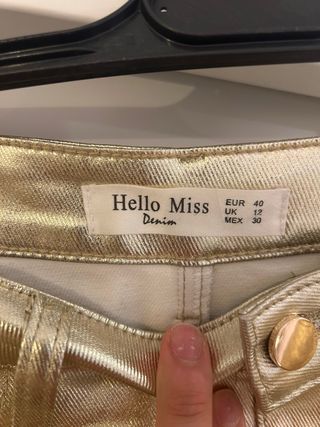 Hello Miss
Denim
EUR 40
UK 12
MEX 30